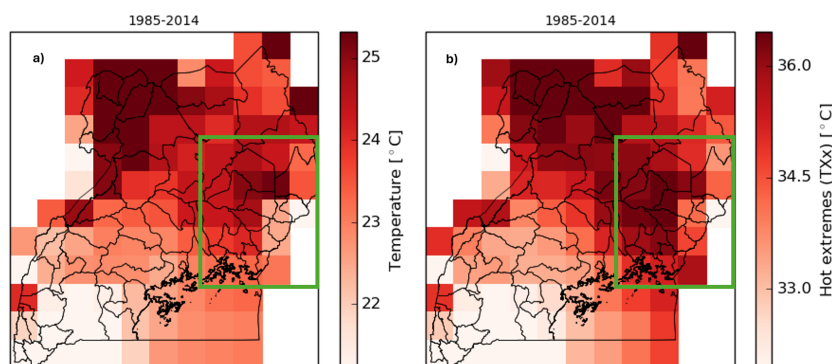 1985-2014
a)
25
24
23
22
Temperature [°C]
1985-2014
b)
36.0
34.5
33.0
Hot extremes (TXx) [°C]